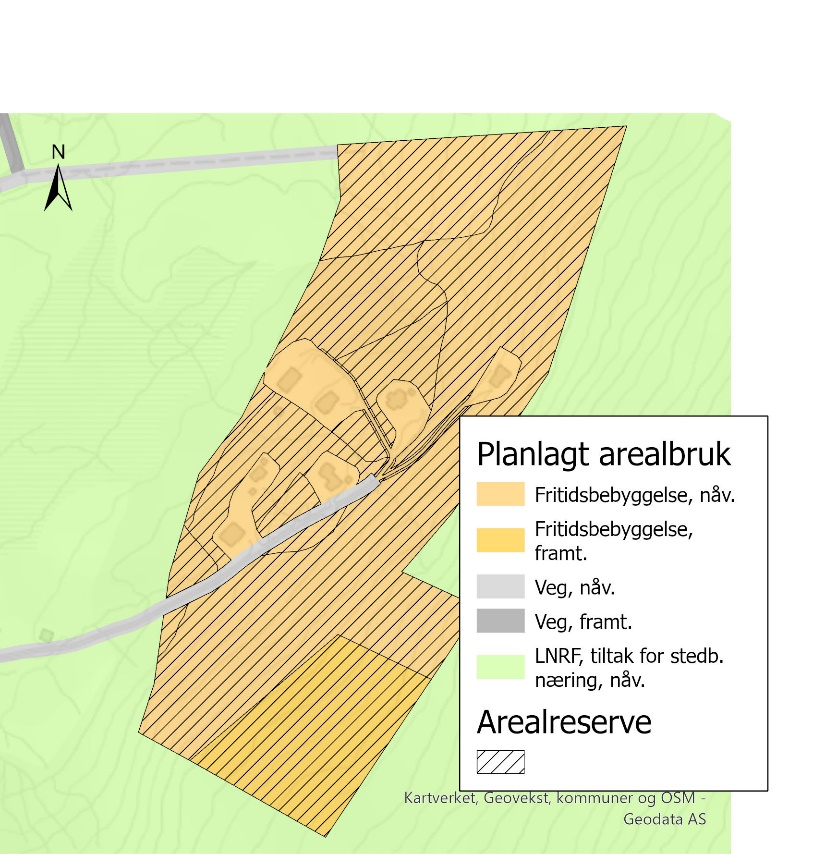 N
Planlagt arealbruk
Fritidsbebyggelse, nåv.
Fritidsbebyggelse,
framt.
Veg, nåv.
Veg, framt.
LNRF, tiltak for stedb.
næring, nåv.
Arealreserve
Kartverket, Geovekst, kommuner og OSM -
Geodata AS